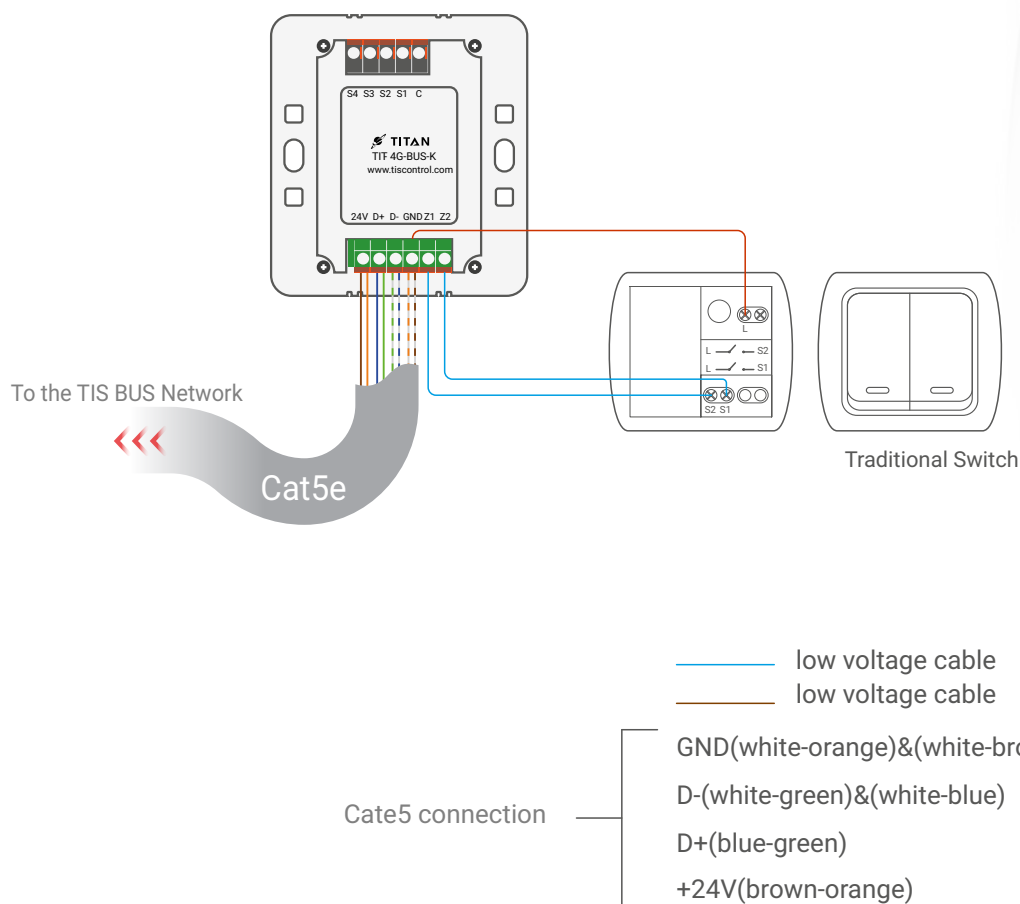 S4 S3 S2 S1 C
TITAN
TIT 4G-BUS-K
www.tiscontrol.com
24V D+ D- GND Z1 Z2
L
L S2
L S1
S2 S1
To the TIS BUS Network
Cat5e
Traditional Switch
low voltage cable
low voltage cable
GND(white-orange)&(white-bro
D-(white-green)&(white-blue)
Cate5 connection
D+(blue-green)
+24V(brown-orange)